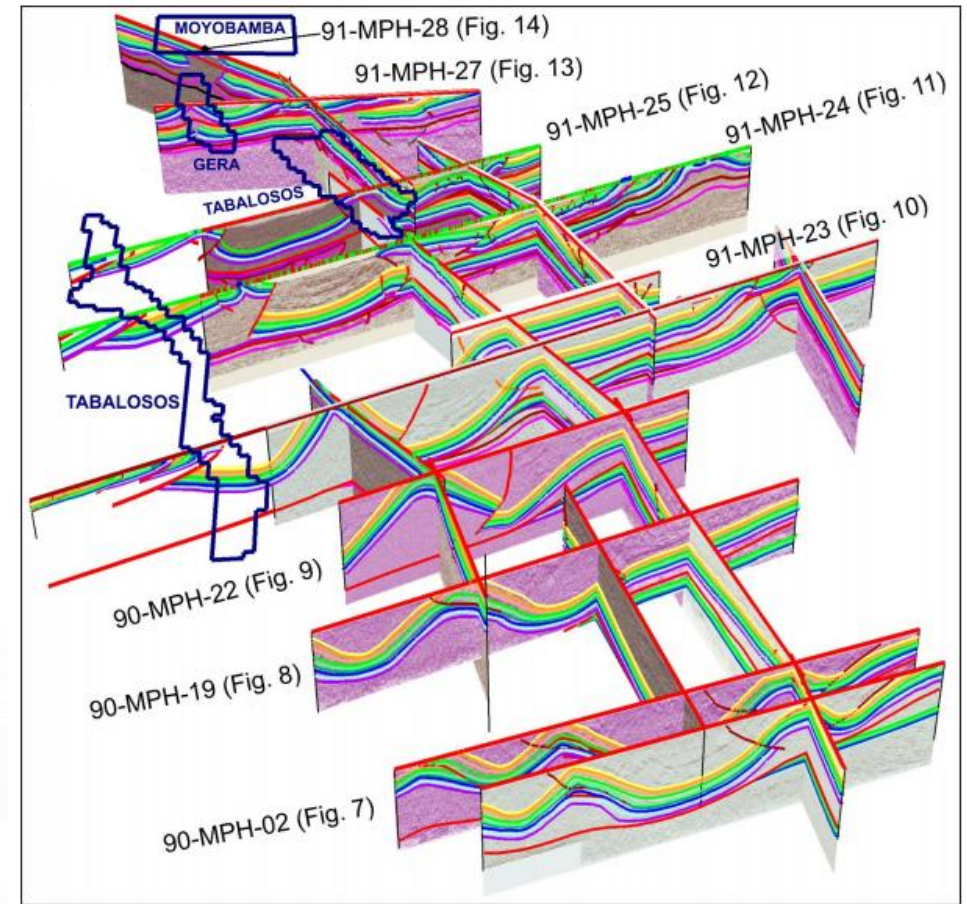 MOYOBAMBA
91-MPH-28 (Fig. 14)
91-MPH-27 (Fig. 13)
91-MPH-25 (Fig. 12)
91-MPH-24 (Fig. 11)
GERA
TABALOSOS
91-MPH-23 (Fig. 10)
TABALOSOS
90-MPH-22 (Fig. 9)
90-MPH-19 (Fig. 8)
90-MPH-02 (Fig. 7)